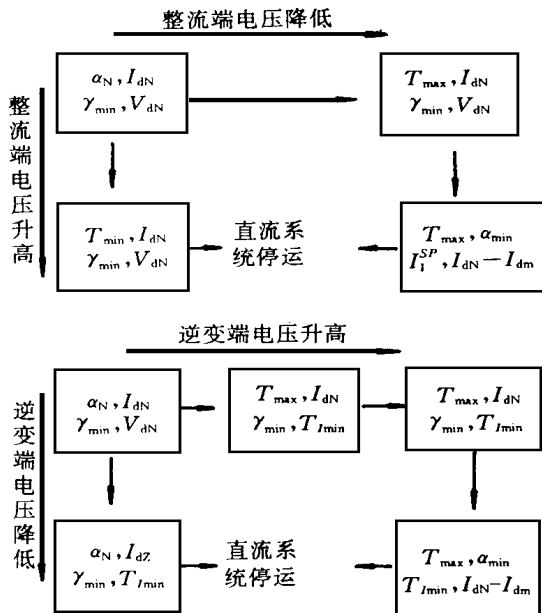 整流端电压降低
整流端电压升高
α_N, I_dN
γ_min, V_dN
T_max, I_dN
γ_min, V_dN
T_min, I_dN
γ_min, V_dN
直流系
统停运
T_max, α_min
I_1^SP, I_dN−I_dm
逆变端电压升高
逆变端电压降低
α_N, I_dN
γ_min, V_dN
T_max, I_dN
γ_min, T_Imin
T_max, I_dN
γ_min, T_Imin
α_N, I_dZ
γ_min, T_Imin
直流系
统停运
T_max, α_min
T_Imin, I_dN−I_dm